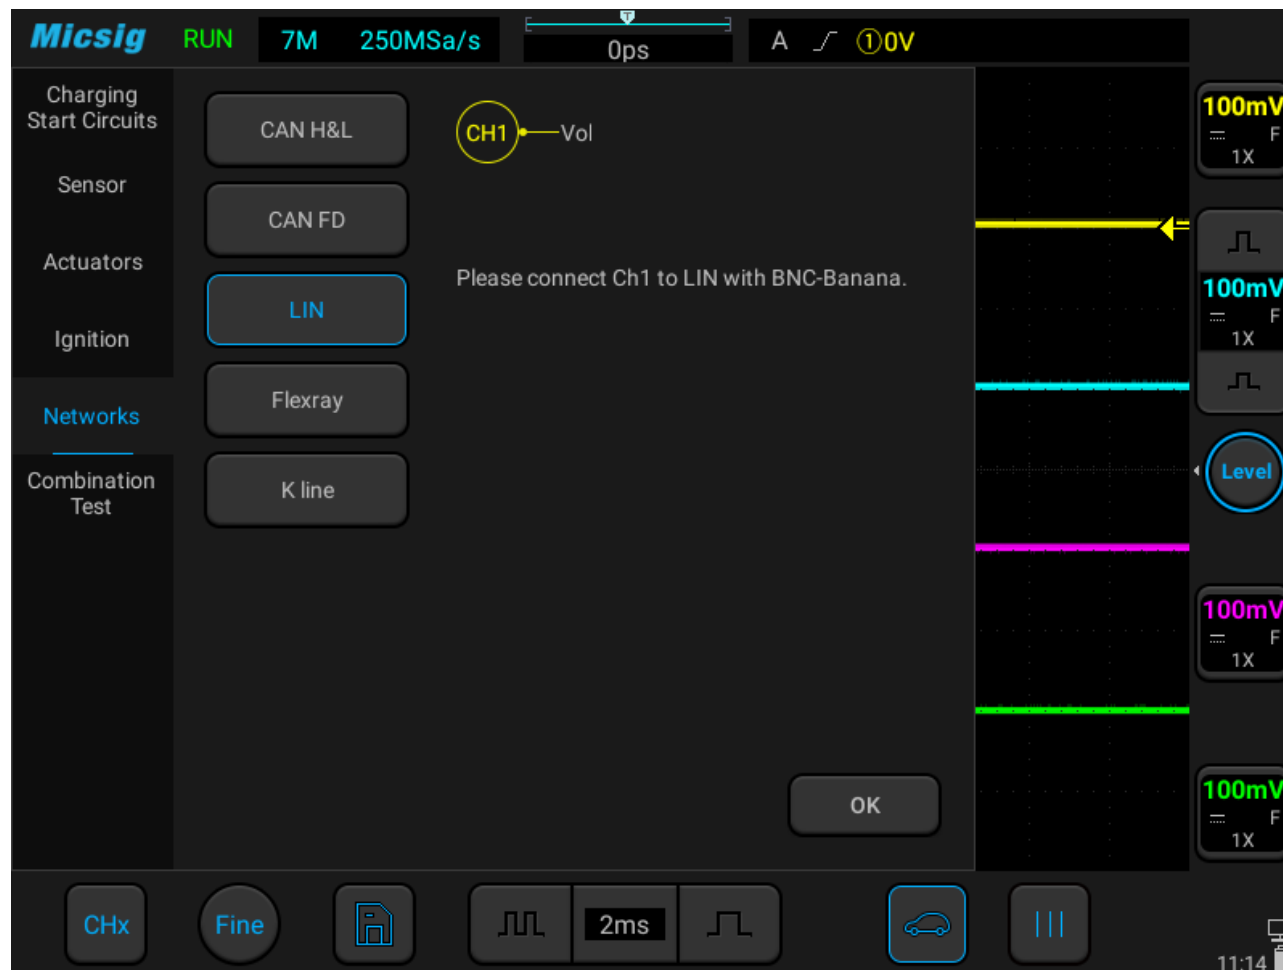 Micsig RUN 7M 250MSa/s T 0ps A ①0V
Charging
Start Circuits
Sensor
Actuators
Ignition
Networks
Combination
Test
CAN H&L
CAN FD
LIN
Flexray
K line
CH1 Vol
Please connect Ch1 to LIN with BNC-Banana.
OK
100mV
F
1X
100mV
F
1X
Level
100mV
F
1X
100mV
F
1X
CHx Fine 2ms
11:14